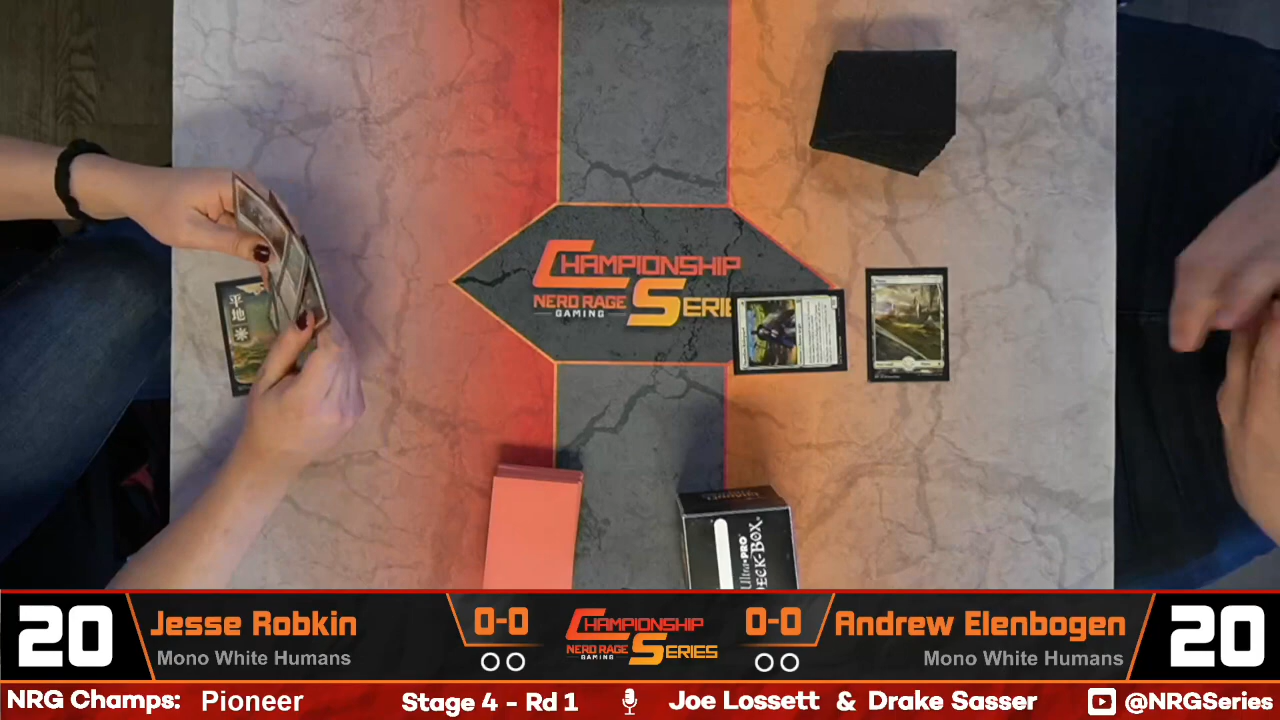 平
地
CHAMPIONSHIP
NERD RAGE
GAMING
SERIE
Ultra•PRO
DECK-BOX
20
Jesse Robkin
Mono White Humans
0-0
CHAMPIONSHIP
NERD RAGE
GAMING
SERIES
0-0
Andrew Elenbogen
Mono White Humans
20
NRG Champs: Pioneer
Stage 4 - Rd 1
Joe Lossett & Drake Sasser
@NRGSeries